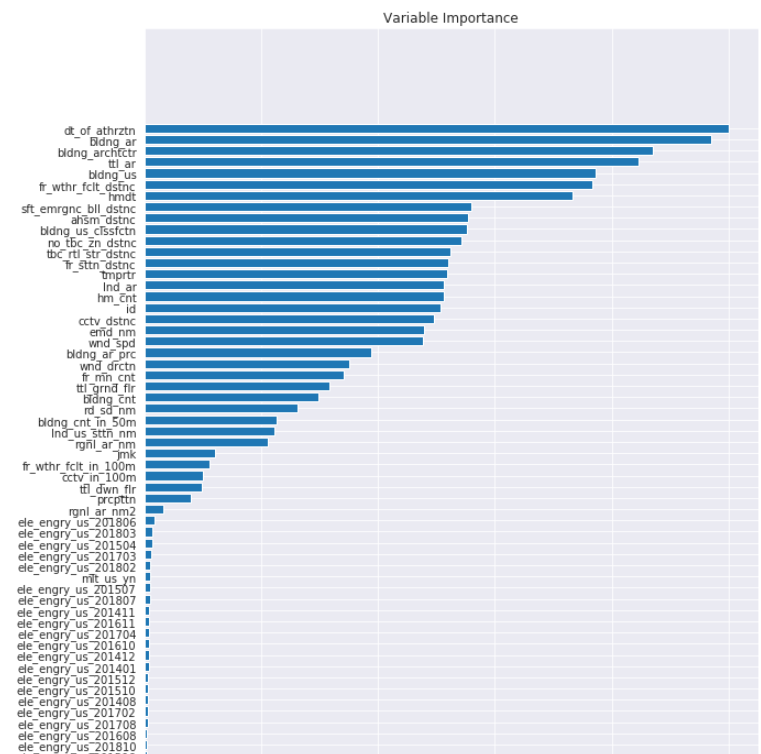 Variable Importance
dt_of_athrztn
bldng_ar
bldng_archtctr
ttl_ar
bldng_us
fr_wthr_fclt_dstnc
hmdt
sft_emrgnc_bll_dstnc
ahsm_dstnc
bldng_us_clssfctn
no_tbc_zn_dstnc
tbc_rtl_str_dstnc
fr_sttn_dstnc
tmprtr
lnd_ar
hm_cnt
id
cctv_dstnc
emd_nm
wnd_spd
bldng_ar_prc
wnd_drctn
fr_mn_cnt
ttl_grnd_flr
bldng_cnt
rd_sd_nm
bldng_cnt_in_50m
lnd_us_sttn_nm
rgnl_ar_nm
jmk
fr_wthr_fclt_in_100m
cctv_in_100m
ttl_dwn_flr
prcpttn
rgnl_ar_nm2
ele_engry_us_201806
ele_engry_us_201803
ele_engry_us_201504
ele_engry_us_201703
ele_engry_us_201802
mlt_us_yn
ele_engry_us_201507
ele_engry_us_201807
ele_engry_us_201411
ele_engry_us_201611
ele_engry_us_201704
ele_engry_us_201610
ele_engry_us_201412
ele_engry_us_201401
ele_engry_us_201512
ele_engry_us_201510
ele_engry_us_201408
ele_engry_us_201702
ele_engry_us_201708
ele_engry_us_201608
ele_engry_us_201810